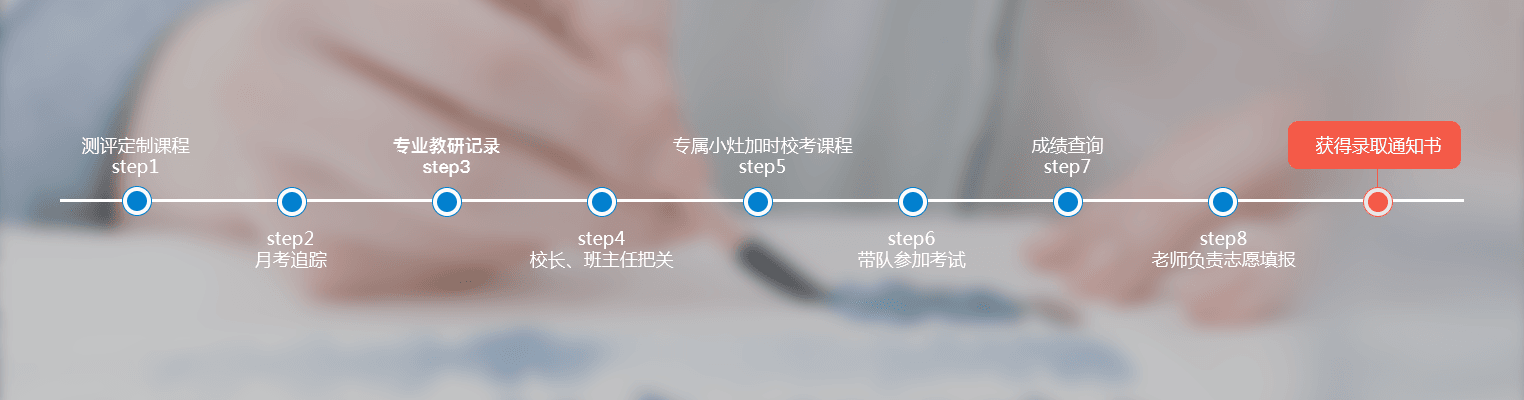 测评定制课程
step1
step2
月考追踪
专业教研记录
step3
step4
校长、班主任把关
专属小灶加时校考课程
step5
step6
带队参加考试
成绩查询
step7
step8
老师负责志愿填报
获得录取通知书